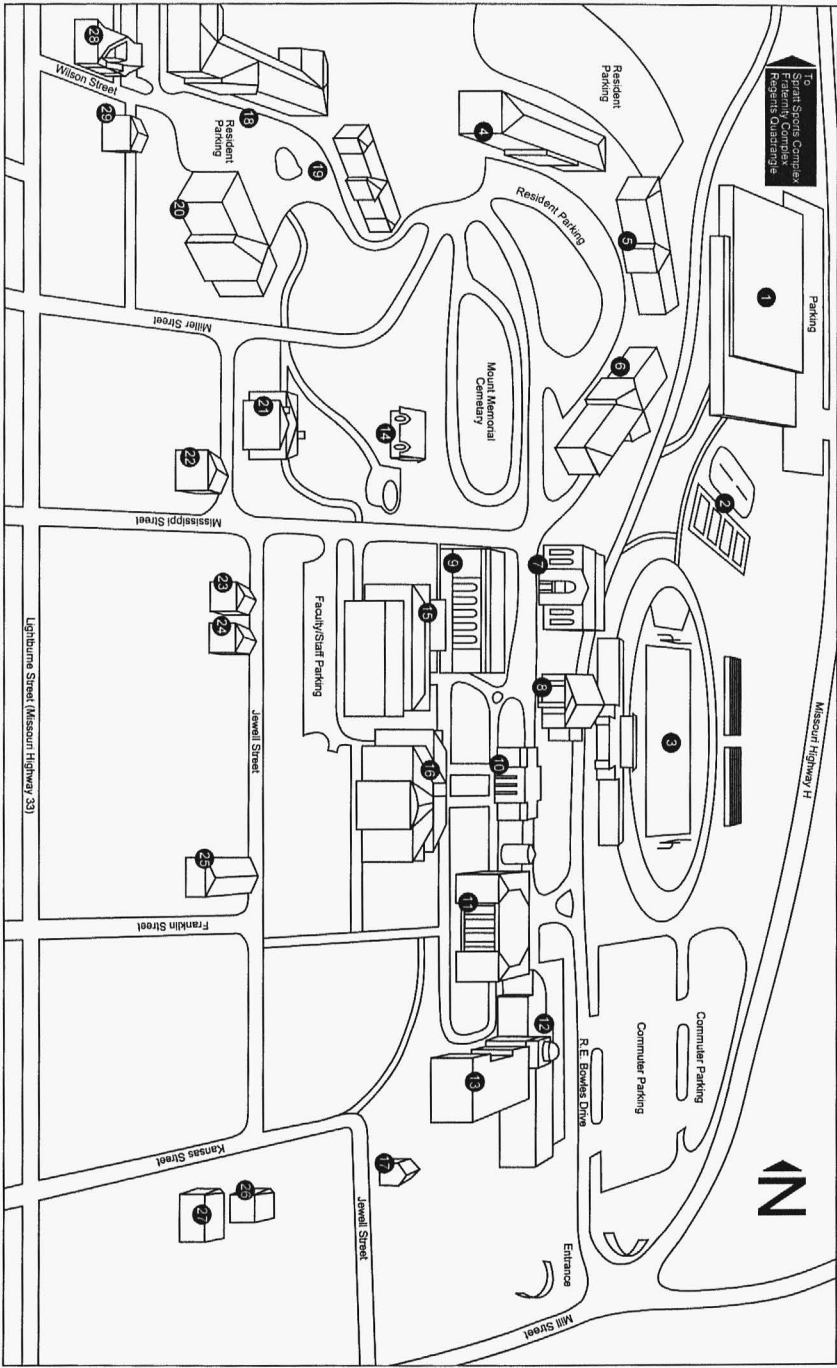 To
Spratt Sports Complex
Fraternity Complex
Regents Quadrangle
Parking
1
2
3
Missouri Highway H
Resident
Parking
4
5
6
Resident Parking
Mount Memorial
Cemetary
7
8
9
10
11
12
13
14
15
16
17
18
19
20
21
22
23
24
25
26
27
28
29
Wilson Street
Resident
Parking
Miller Street
Mississippi Street
Faculty/Staff Parking
Jewell Street
Lightburne Street (Missouri Highway 33)
Franklin Street
Kansas Street
Jewell Street
R.E. Bowles Drive
Commuter Parking
Commuter Parking
Entrance
Mill Street
N